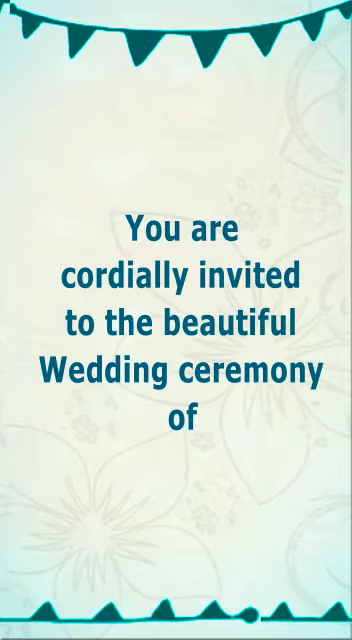 You are
cordially invited
to the beautiful
Wedding ceremony
of